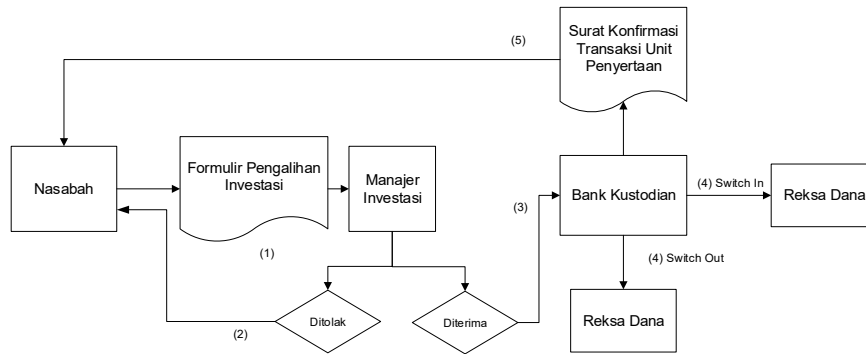 (5)
Surat Konfirmasi
Transaksi Unit
Penyertaan
Nasabah
Formulir Pengalihan
Investasi
Manajer
Investasi
(3)
Bank Kustodian
(4) Switch In
Reksa Dana
(1)
(4) Switch Out
(2)
Ditolak
Diterima
Reksa Dana